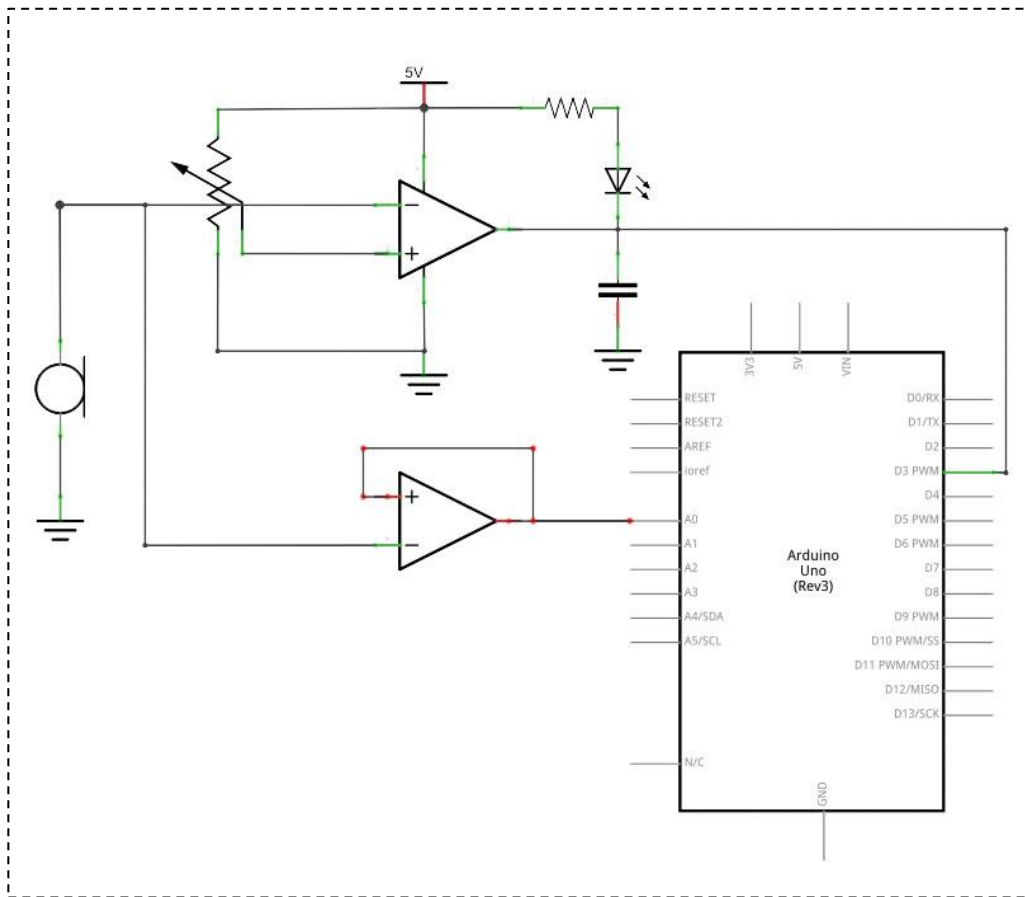 5V
−
+
+
−
3V3
5V
VIN
RESET
RESET2
AREF
ioref
A0
A1
A2
A3
A4/SDA
A5/SCL
N/C
D0/RX
D1/TX
D2
D3 PWM
D4
D5 PWM
D6 PWM
D7
D8
D9 PWM
D10 PWM/SS
D11 PWM/MOSI
D12/MISO
D13/SCK
Arduino
Uno
(Rev3)
GND